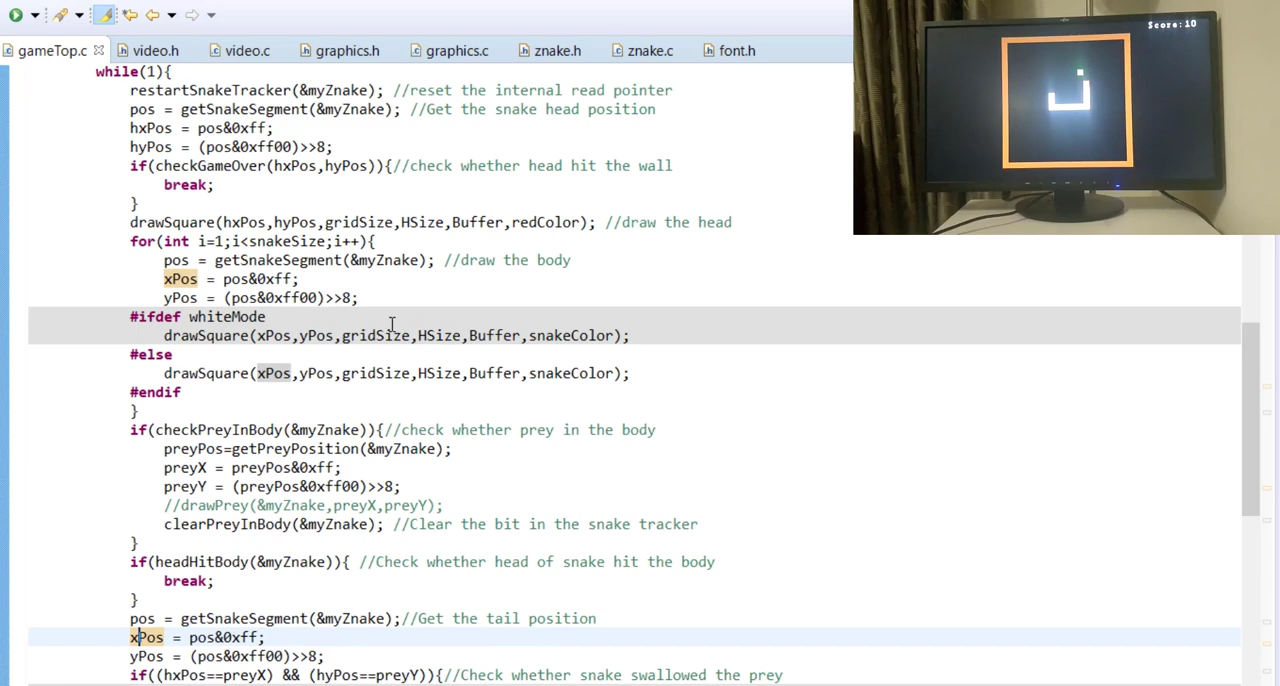 gameTop.c
video.h
video.c
graphics.h
graphics.c
znake.h
znake.c
font.h
Score:10
while(1){
restartSnakeTracker(&myZnake); //reset the internal read pointer
pos = getSnakeSegment(&myZnake); //Get the snake head position
hxPos = pos&0xff;
hyPos = (pos&0xff00)>>8;
if(checkGameOver(hxPos,hyPos)){//check whether head hit the wall
break;
}
drawSquare(hxPos,hyPos,gridSize,HSize,Buffer,redColor); //draw the head
for(int i=1;i<snakeSize;i++){
pos = getSnakeSegment(&myZnake); //draw the body
xPos = pos&0xff;
yPos = (pos&0xff00)>>8;
#ifdef whiteMode
drawSquare(xPos,yPos,gridSize,HSize,Buffer,snakeColor);
#else
drawSquare(xPos,yPos,gridSize,HSize,Buffer,snakeColor);
#endif
}
if(checkPreyInBody(&myZnake)){//check whether prey in the body
preyPos=getPreyPosition(&myZnake);
preyX = preyPos&0xff;
preyY = (preyPos&0xff00)>>8;
//drawPrey(&myZnake,preyX,preyY);
clearPreyInBody(&myZnake); //Clear the bit in the snake tracker
}
if(headHitBody(&myZnake)){ //Check whether head of snake hit the body
break;
}
pos = getSnakeSegment(&myZnake);//Get the tail position
xPos = pos&0xff;
yPos = (pos&0xff00)>>8;
if((hxPos==preyX) && (hyPos==preyY)){//Check whether snake swallowed the prey